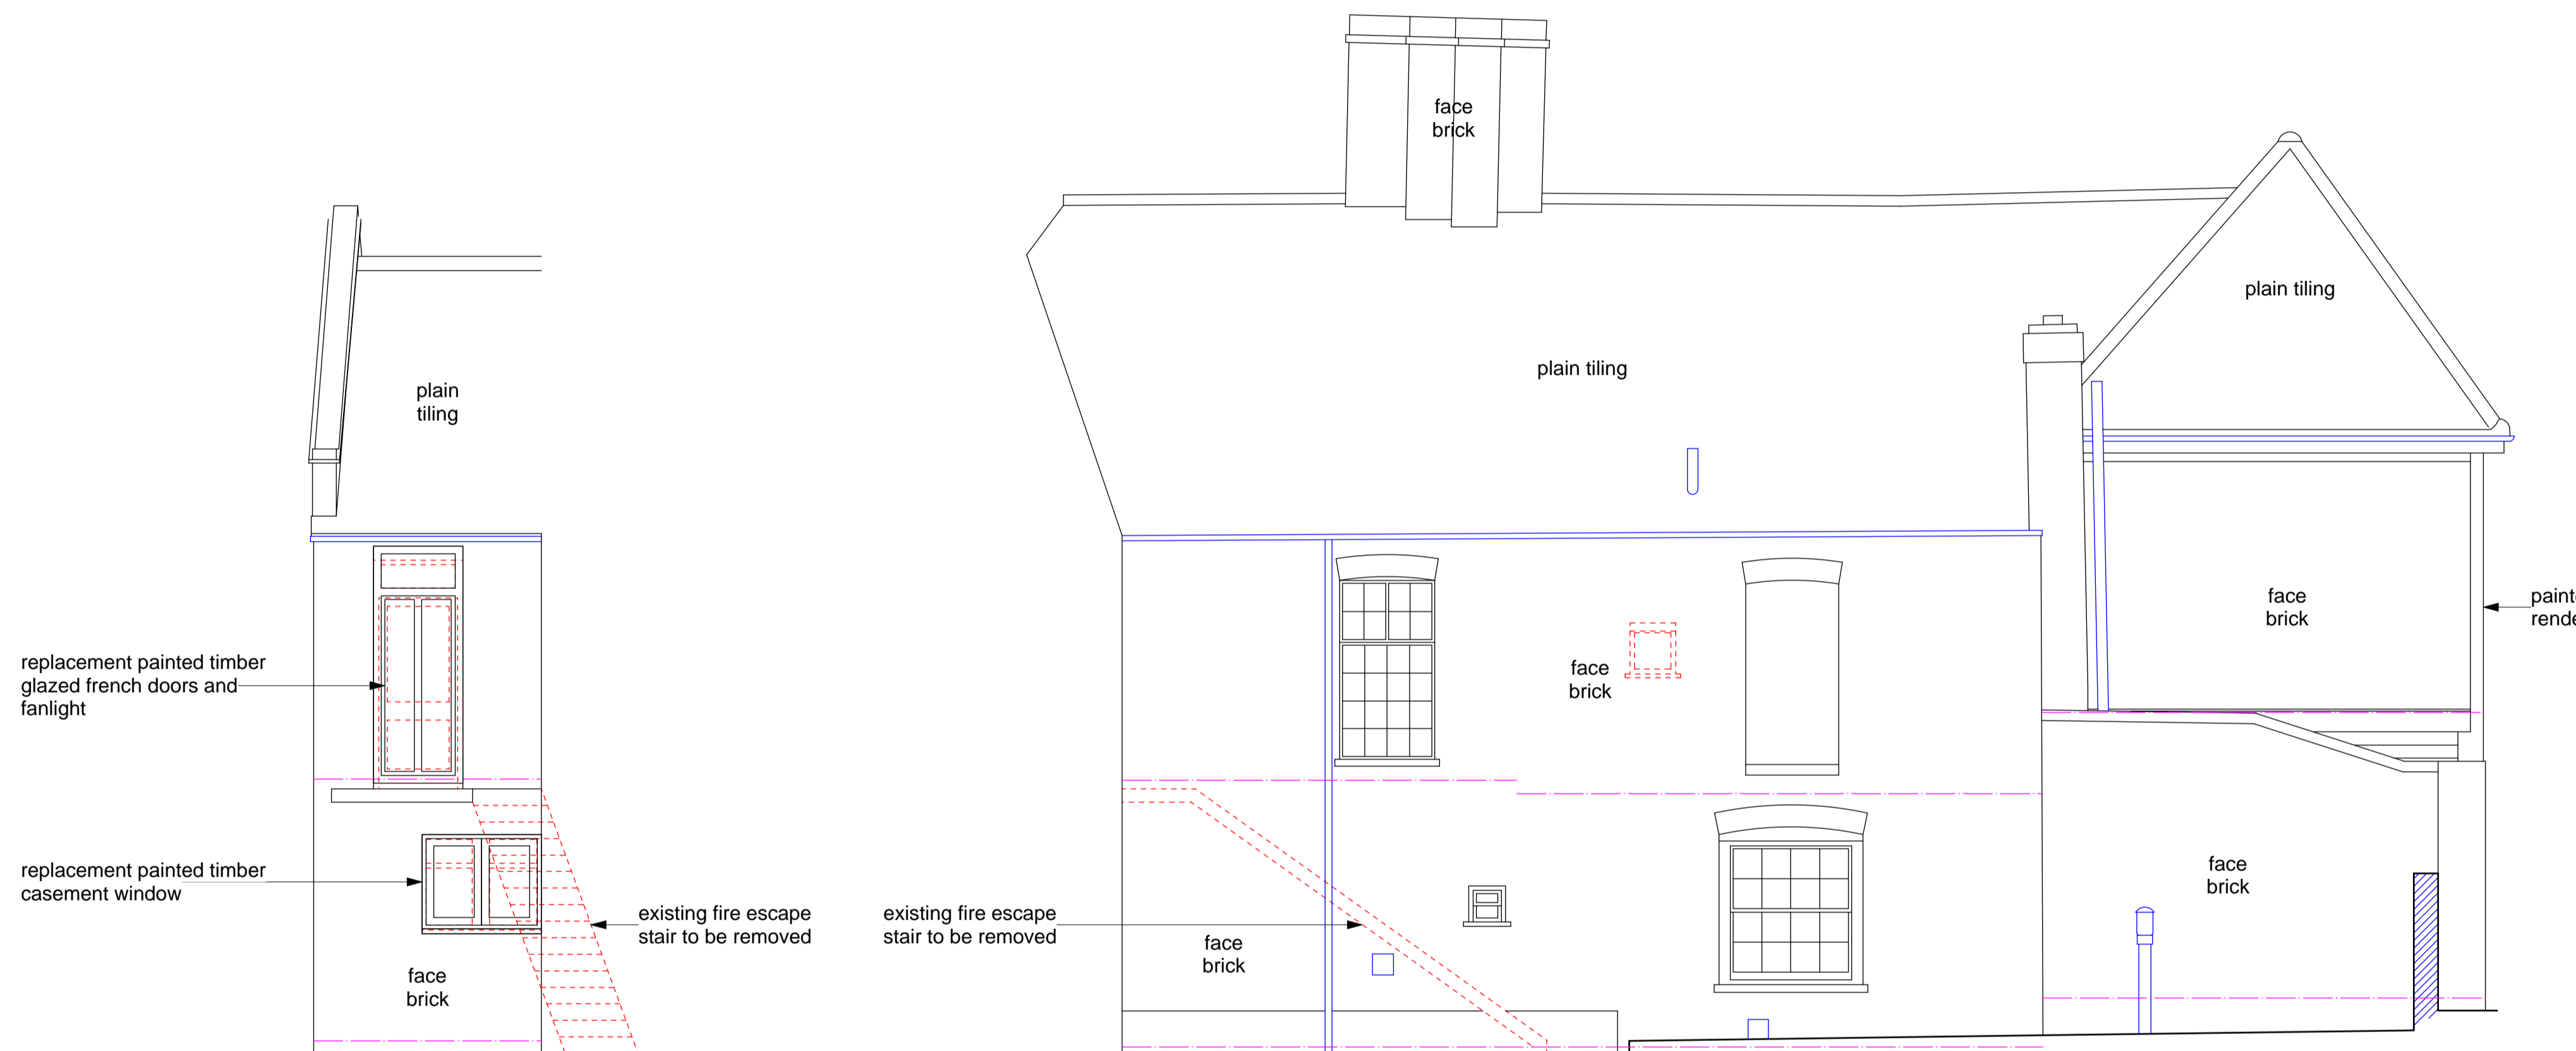 face
brick
plain tiling
plain tiling
plain
tiling
face
brick
paint
rende
replacement painted timber
glazed french doors and
fanlight
face
brick
replacement painted timber
casement window
existing fire escape
stair to be removed
existing fire escape
stair to be removed
face
brick
face
brick
face
brick